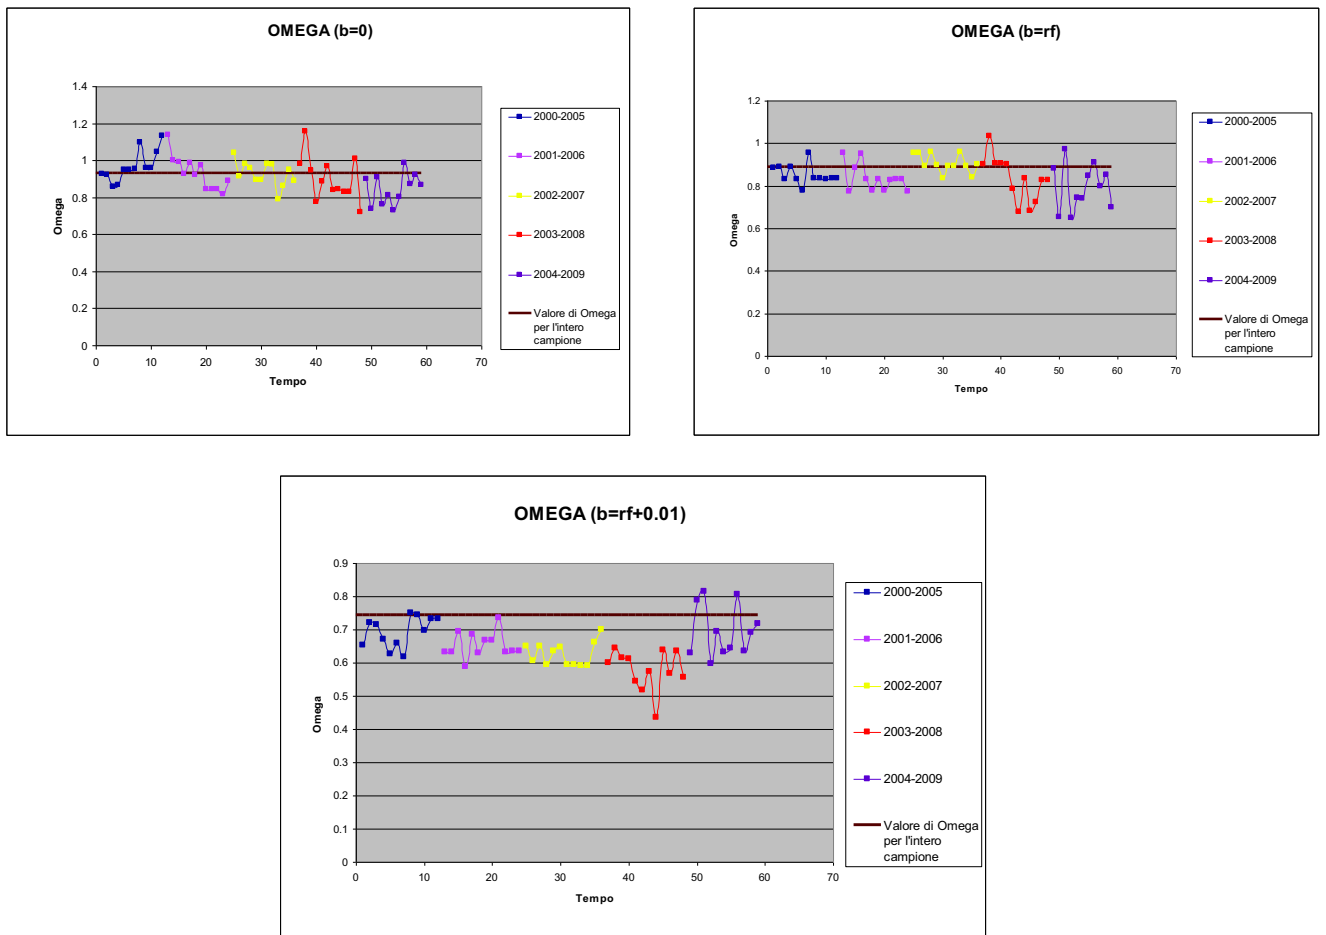 OMEGA (b=0)
1.4
1.2
1
0.8
0.6
0.4
0.2
0
Omega
0 10 20 30 40 50 60 70
Tempo
2000-2005
2001-2006
2002-2007
2003-2008
2004-2009
Valore di Omega
per l'intero
campione
OMEGA (b=rf)
1.2
1
0.8
0.6
0.4
0.2
0
Omega
0 10 20 30 40 50 60 70
Tempo
2000-2005
2001-2006
2002-2007
2003-2008
2004-2009
Valore di Omega
per l'intero
campione
OMEGA (b=rf+0.01)
0.9
0.8
0.7
0.6
0.5
0.4
0.3
0.2
0.1
0
Omega
0 10 20 30 40 50 60 70
Tempo
2000-2005
2001-2006
2002-2007
2003-2008
2004-2009
Valore di Omega
per l'intero
campione